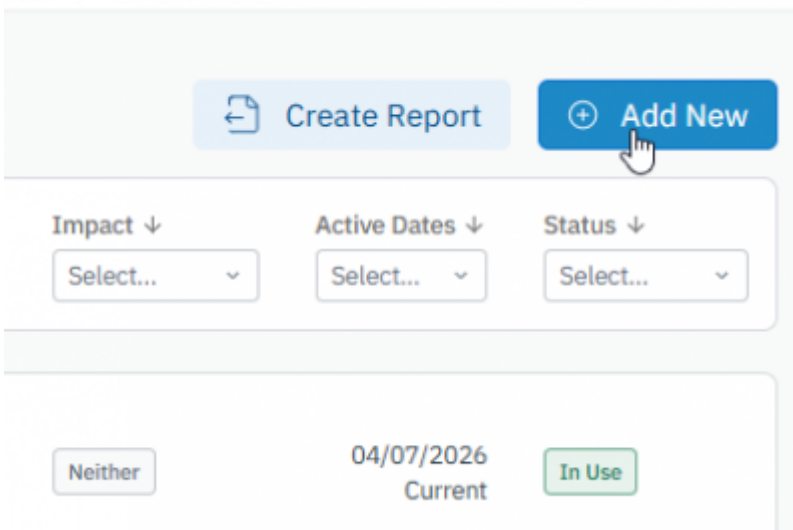 Create Report
Add New
Impact ↓
Active Dates ↓
Status ↓
Select...
Select...
Select...
Neither
04/07/2026
Current
In Use